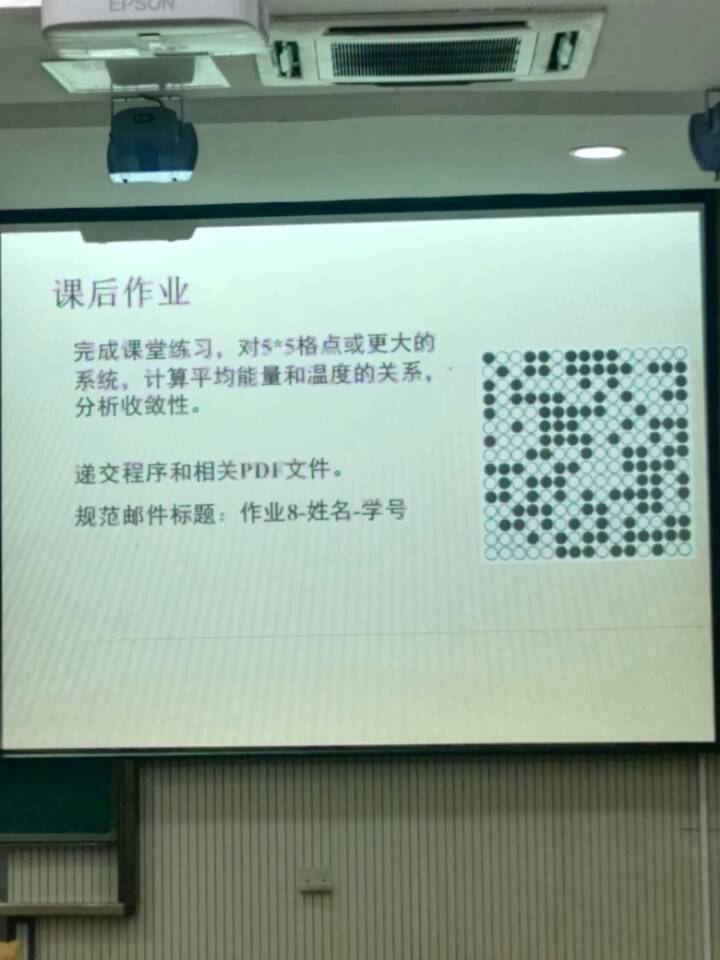 EPSON
课后作业
完成课堂练习，对5*5格点或更大的
系统，计算平均能量和温度的关系，
分析收敛性。
递交程序和相关PDF文件。
规范邮件标题：作业8-姓名-学号